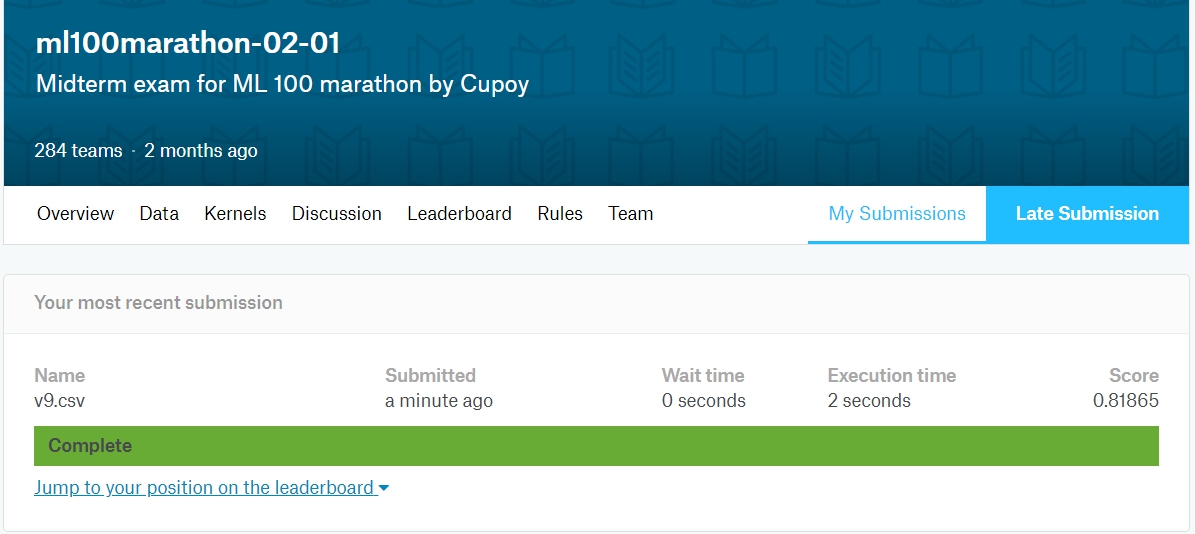 ml100marathon-02-01
Midterm exam for ML 100 marathon by Cupoy
284 teams · 2 months ago
Overview Data Kernels Discussion Leaderboard Rules Team My Submissions Late Submission
Your most recent submission
Name Submitted Wait time Execution time Score
v9.csv a minute ago 0 seconds 2 seconds 0.81865
Complete
Jump to your position on the leaderboard